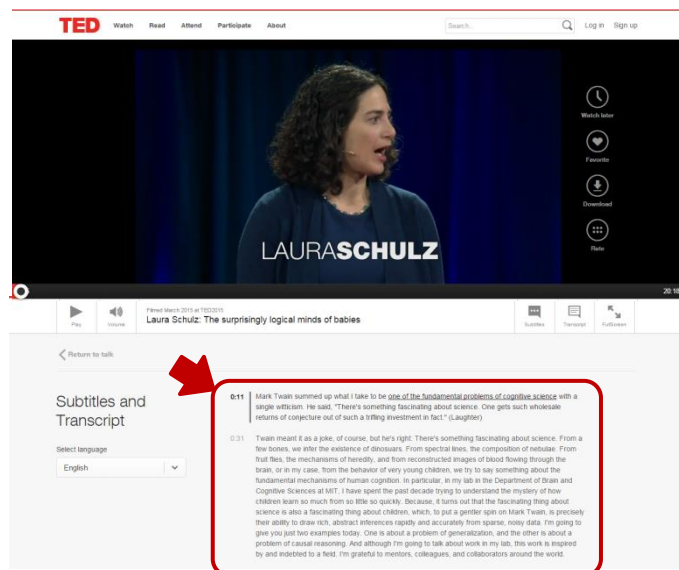 TED Watch Read Attend Participate About Search... Log in Sign up
Watch later
Favorite
Download
Rate
LAURASCHULZ
20:18
Filmed March 2015 at TED2015
Laura Schulz: The surprisingly logical minds of babies
Play Volume Subtitles Transcript FullScreen
Return to talk
Subtitles and
Transcript
Select language
English
0:11 Mark Twain summed up what I take to be one of the fundamental problems of cognitive science with a
single witticism. He said, "There's something fascinating about science. One gets such wholesale
returns of conjecture out of such a trifling investment in fact." (Laughter)
0:31 Twain meant it as a joke, of course, but he's right: There's something fascinating about science. From a
few bones, we infer the existence of dinosuars. From spectral lines, the composition of nebulae. From
fruit flies, the mechanisms of heredity, and from reconstructed images of blood flowing through the
brain, or in my case, from the behavior of very young children, we try to say something about the
fundamental mechanisms of human cognition. In particular, in my lab in the Department of Brain and
Cognitive Sciences at MIT, I have spent the past decade trying to understand the mystery of how
children learn so much from so little so quickly. Because, it turns out that the fascinating thing about
science is also a fascinating thing about children, which, to put a gentler spin on Mark Twain, is precisely
their ability to draw rich, abstract inferences rapidly and accurately from sparse, noisy data. I'm going to
give you just two examples today. One is about a problem of generalization, and the other is about a
problem of causal reasoning. And although I'm going to talk about work in my lab, this work is inspired
by and indebted to a field. I'm grateful to mentors, colleagues, and collaborators around the world.